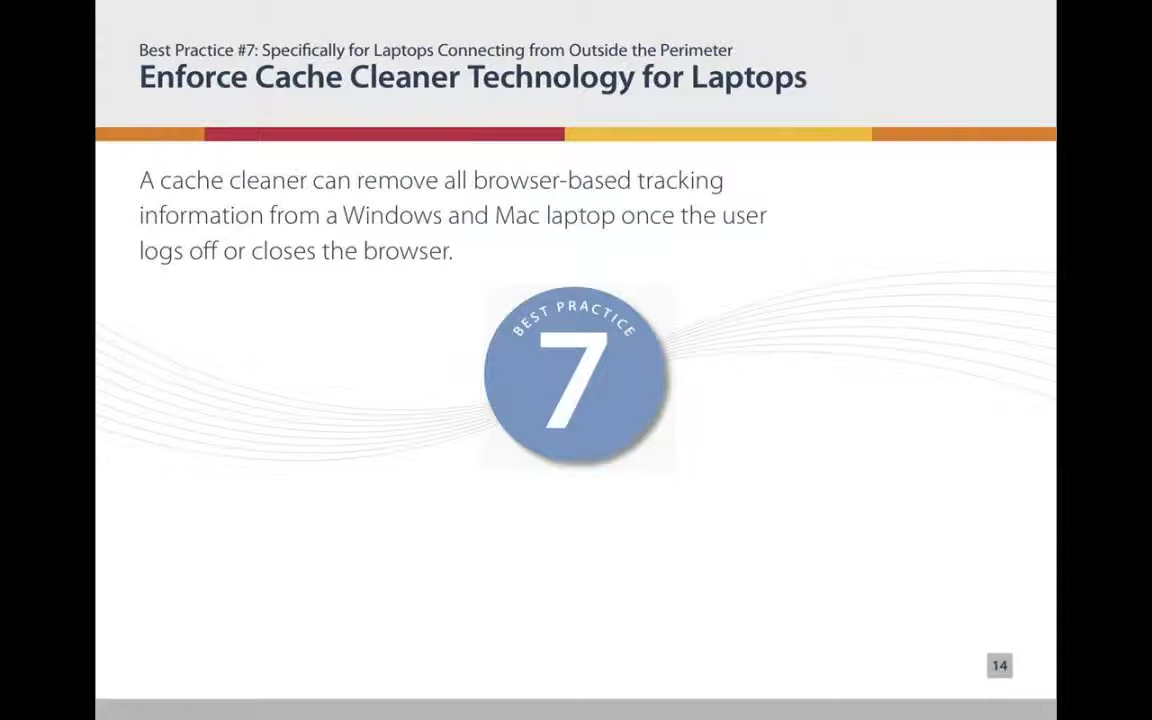 Best Practice #7: Specifically for Laptops Connecting from Outside the Perimeter
Enforce Cache Cleaner Technology for Laptops
A cache cleaner can remove all browser-based tracking
information from a Windows and Mac laptop once the user
logs off or closes the browser.
BEST PRACTICE
7
14